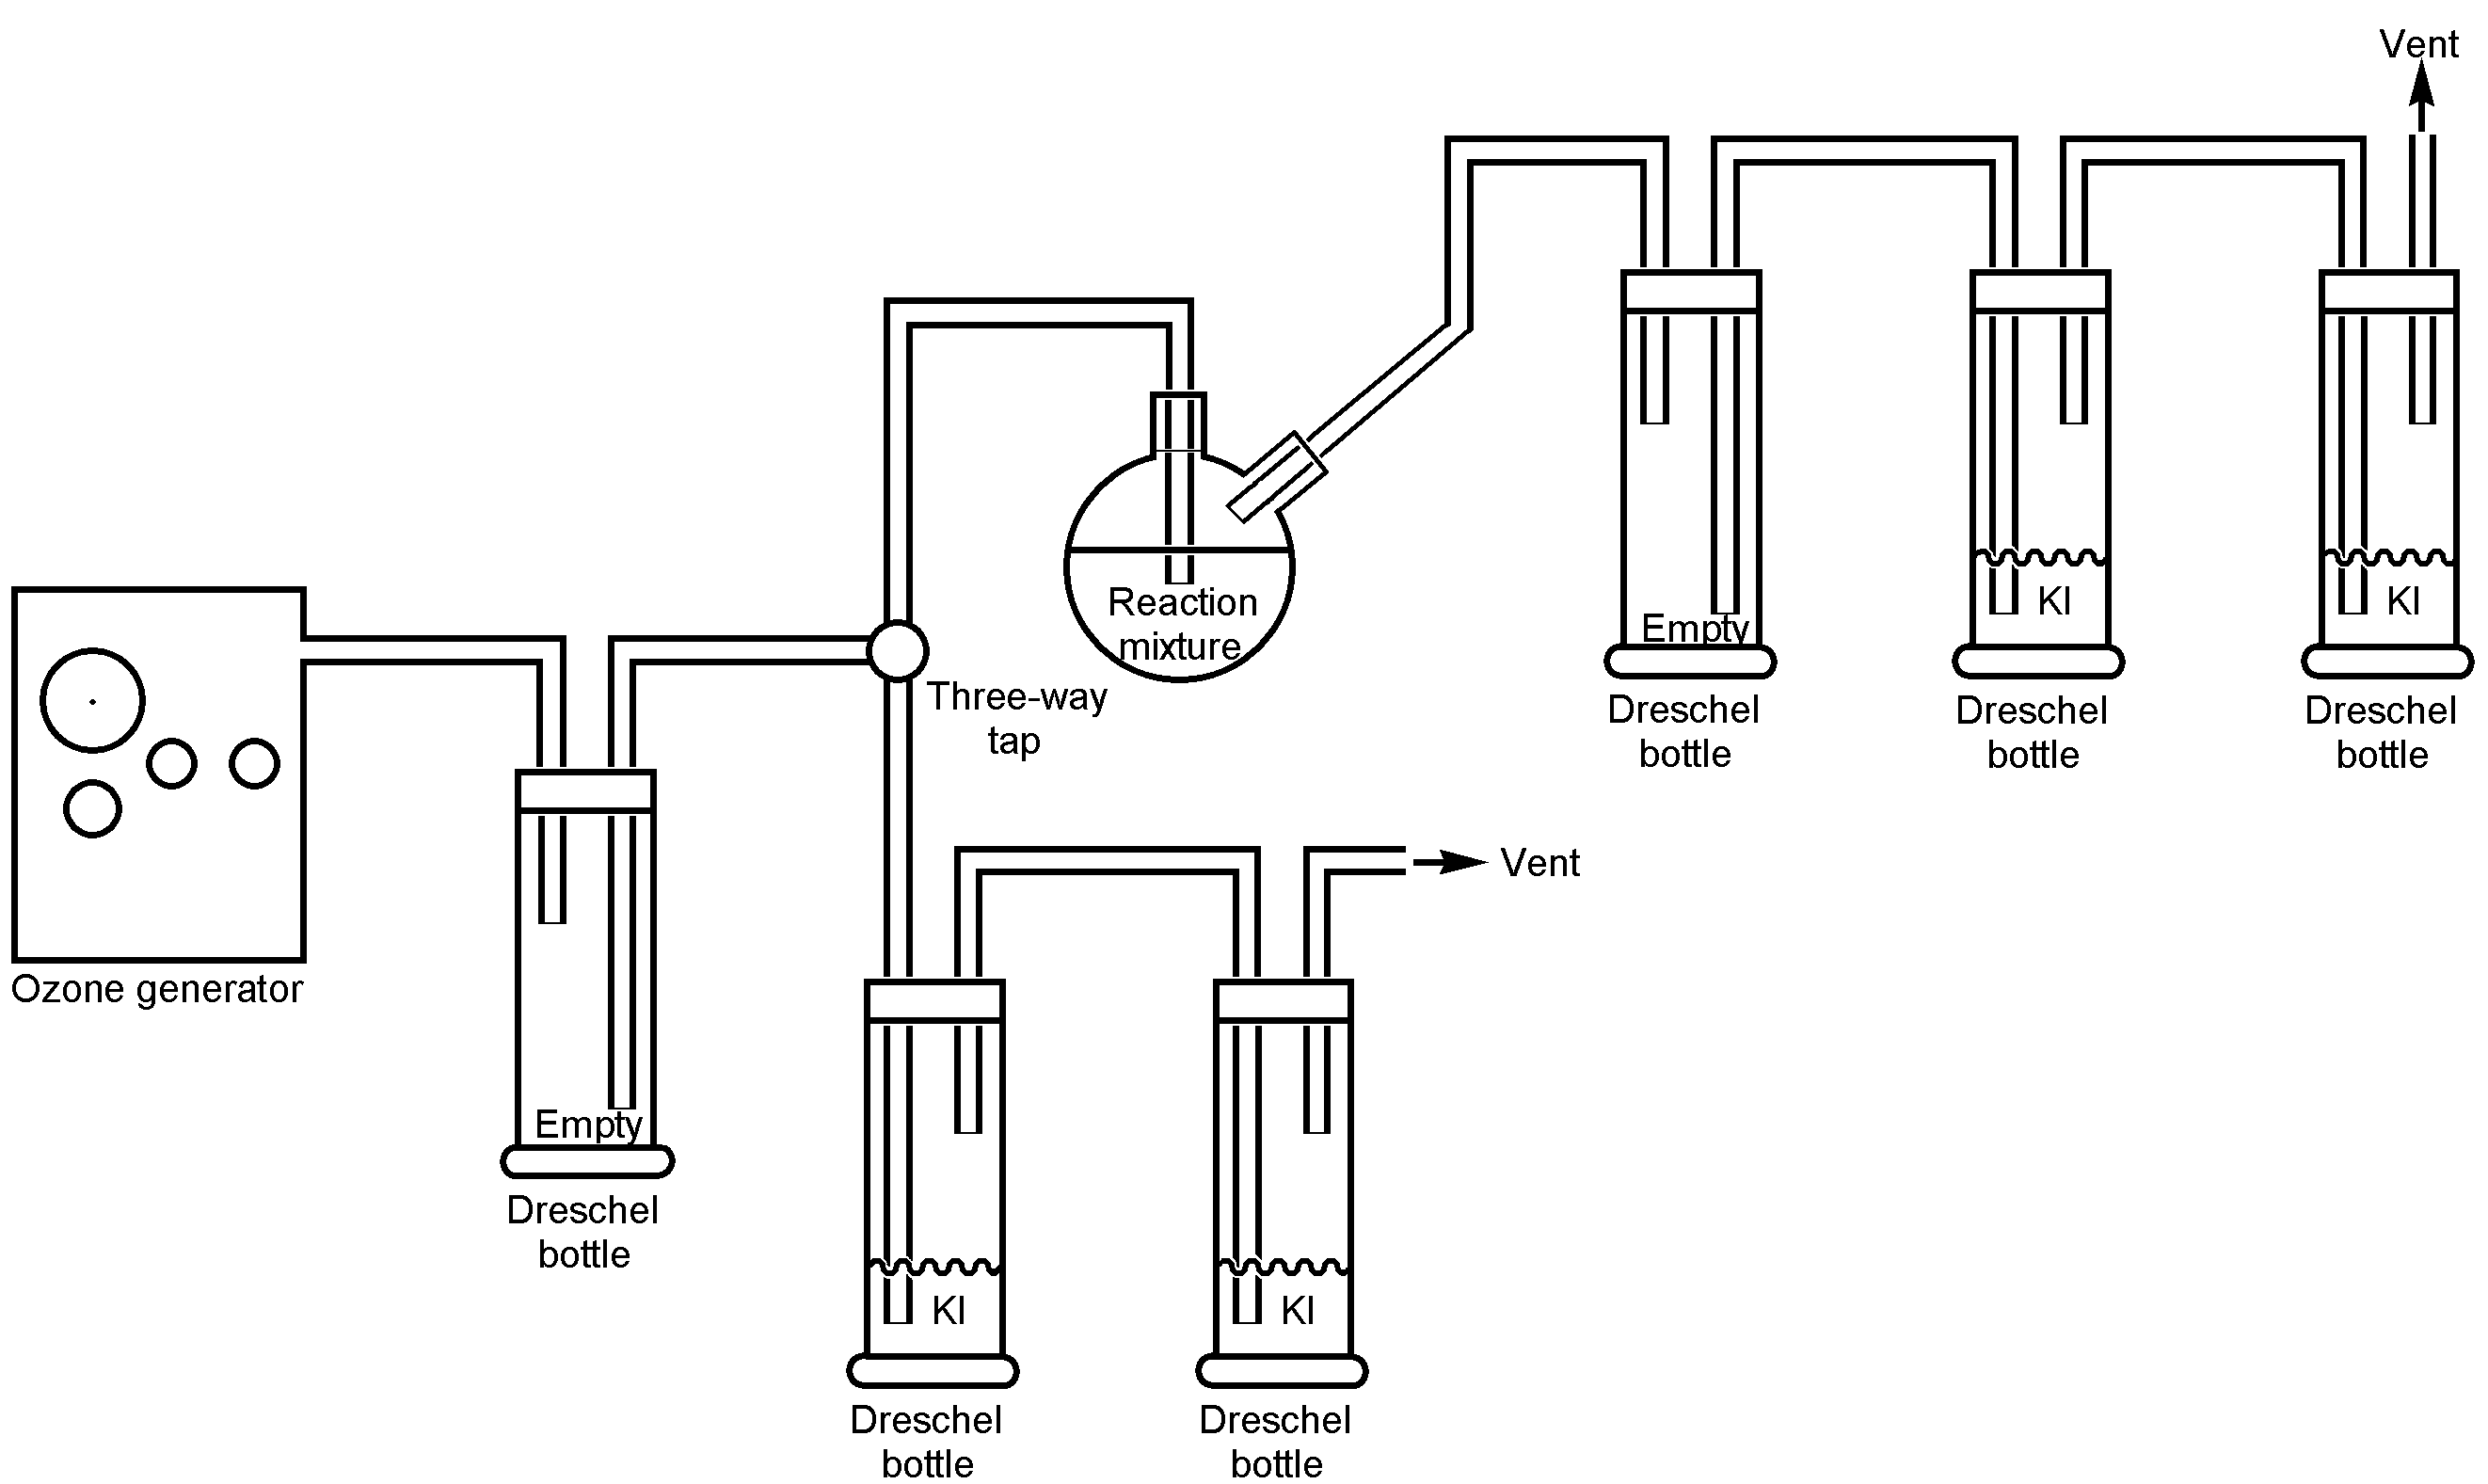 Vent
Reaction
mixture
Empty
KI
KI
Three-way
tap
Dreschel
bottle
Dreschel
bottle
Dreschel
bottle
Vent
Ozone generator
Empty
Dreschel
bottle
KI
KI
Dreschel
bottle
Dreschel
bottle